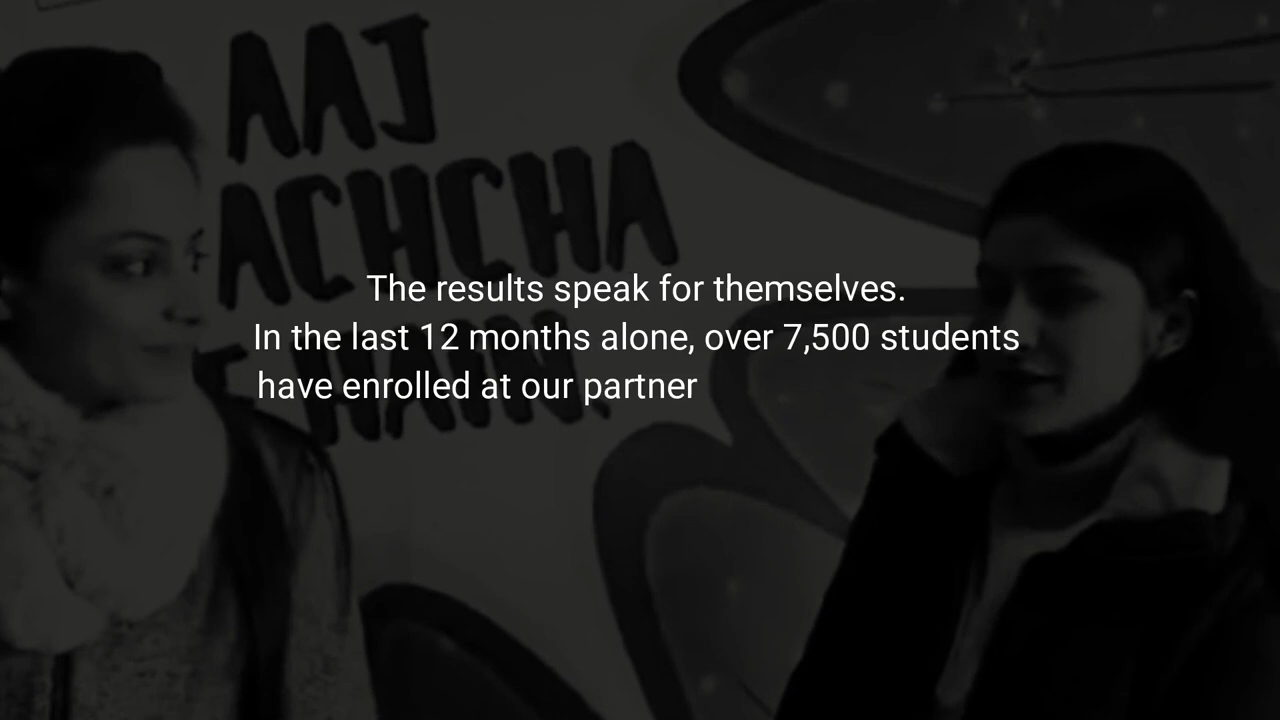 AAJ
ACHCHA
The results speak for themselves.
In the last 12 months alone, over 7,500 students
have enrolled at our partner